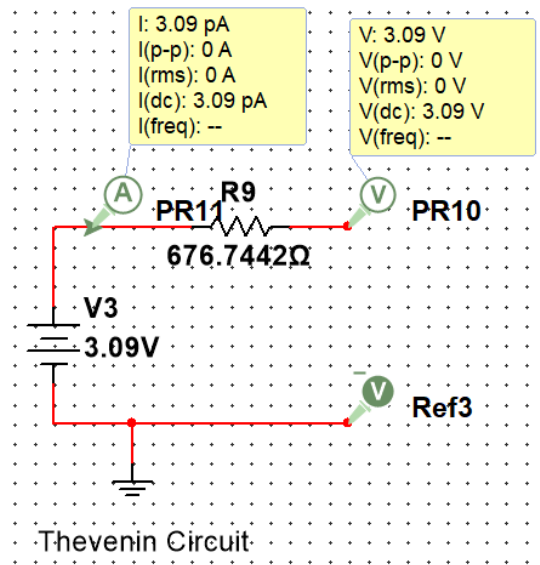 I: 3.09 pA
I(p-p): 0 A
I(rms): 0 A
I(dc): 3.09 pA
I(freq): --
V: 3.09 V
V(p-p): 0 V
V(rms): 0 V
V(dc): 3.09 V
V(freq): --
A
PR11
R9
676.7442Ω
V
PR10
V3
3.09V
V
Ref3
Thevenin Circuit